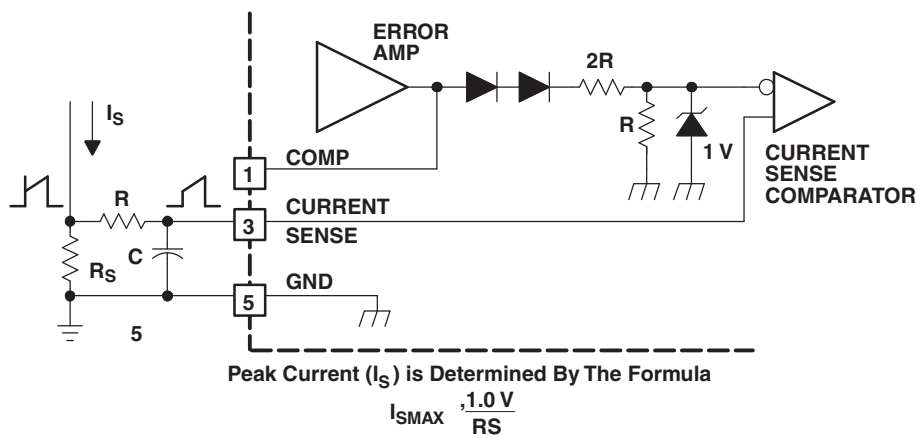 ERROR
AMP
2R
I_S
R
1 V
1
COMP
CURRENT
SENSE
COMPARATOR
R
3
CURRENT
SENSE
C
R_S
5
GND
5
Peak Current (I_S) is Determined By The Formula
I_SMAX ,1.0 V
RS